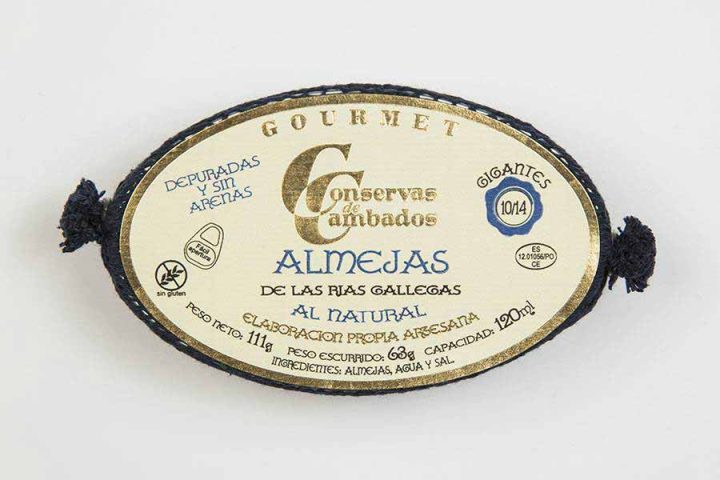 GOURMET
Conservas
de
Cambados
DEPURADAS
Y SIN
ARENAS
GIGANTES
10/14
Fácil
apertura
ES
12.01056/PO
CE
sin gluten
ALMEJAS
DE LAS RIAS GALLEGAS
AL NATURAL
ELABORACION PROPIA ARTESANA
PESO NETO: 111g
PESO ESCURRIDO: 63g
CAPACIDAD: 120ml
INGREDIENTES: ALMEJAS, AGUA Y SAL.